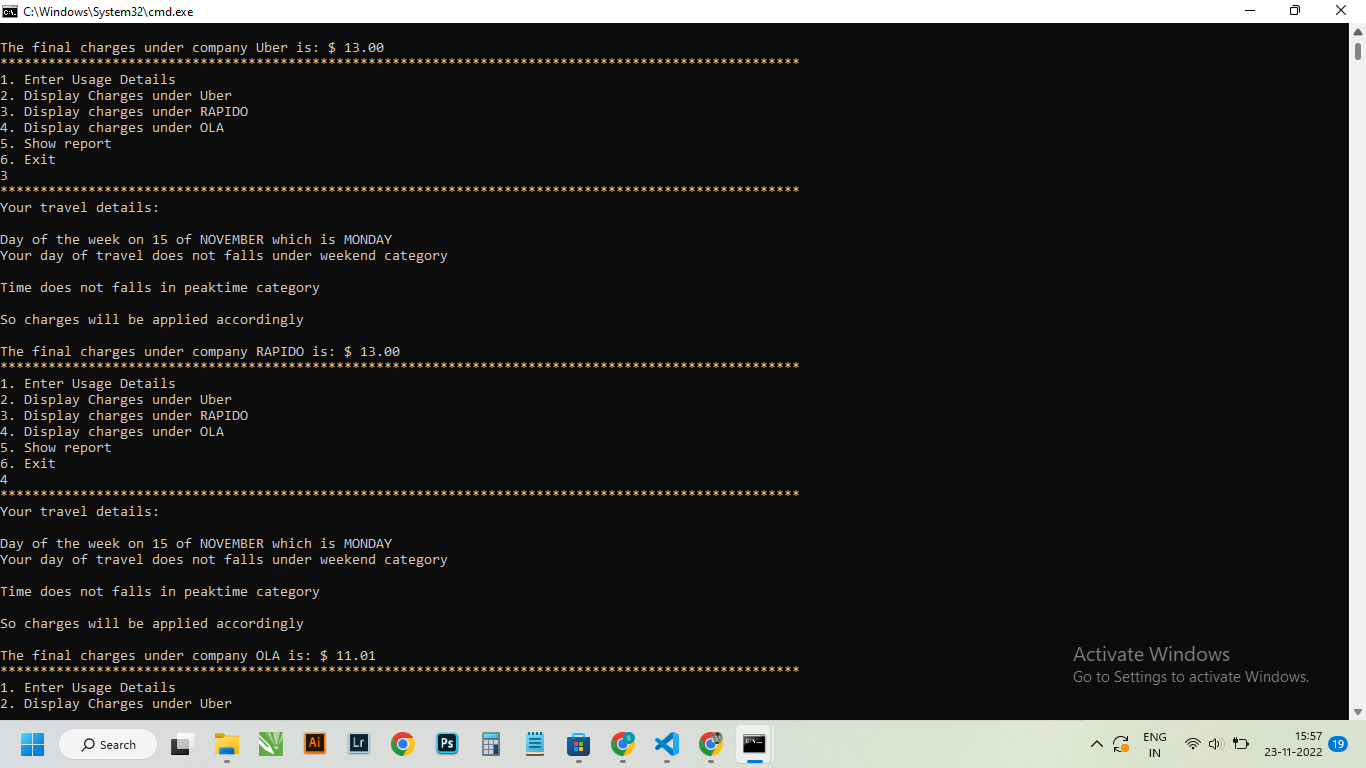 C:\Windows\System32\cmd.exe
The final charges under company Uber is: $ 13.00
****************************************************************************************************
1. Enter Usage Details
2. Display Charges under Uber
3. Display charges under RAPIDO
4. Display charges under OLA
5. Show report
6. Exit
3
****************************************************************************************************
Your travel details:
Day of the week on 15 of NOVEMBER which is MONDAY
Your day of travel does not falls under weekend category
Time does not falls in peaktime category
So charges will be applied accordingly
The final charges under company RAPIDO is: $ 13.00
****************************************************************************************************
1. Enter Usage Details
2. Display Charges under Uber
3. Display charges under RAPIDO
4. Display charges under OLA
5. Show report
6. Exit
4
****************************************************************************************************
Your travel details:
Day of the week on 15 of NOVEMBER which is MONDAY
Your day of travel does not falls under weekend category
Time does not falls in peaktime category
So charges will be applied accordingly
The final charges under company OLA is: $ 11.01
****************************************************************************************************
1. Enter Usage Details
2. Display Charges under Uber
Activate Windows
Go to Settings to activate Windows.
Search
Ai
Lr
Ps
ENG
IN
15:57
23-11-2022
19